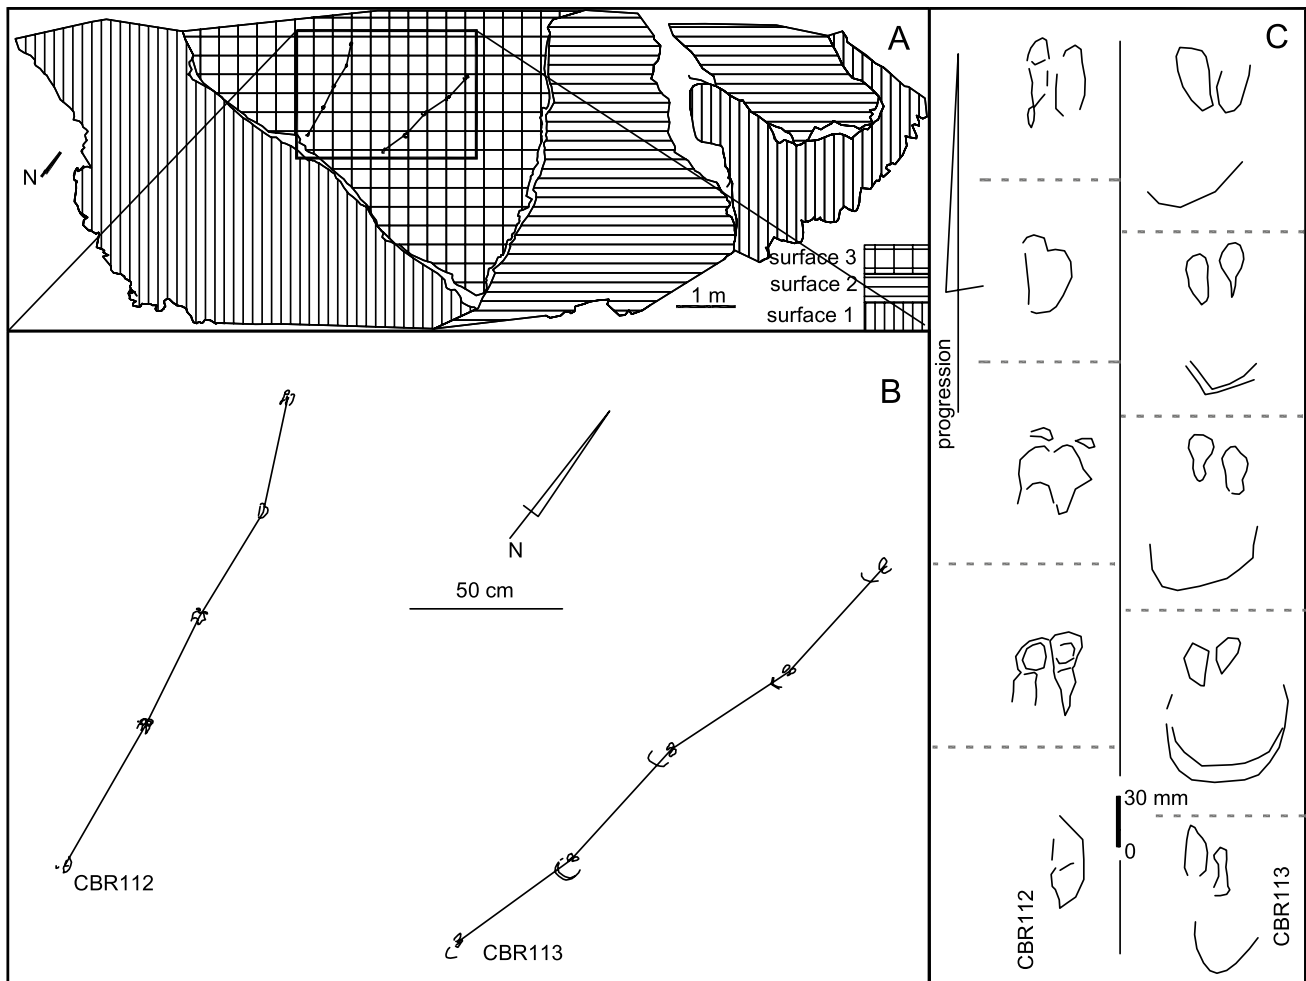 A
N
surface 3
surface 2
surface 1
1 m
B
N
50 cm
CBR112
CBR113
C
progression
30 mm
0
CBR112
CBR113